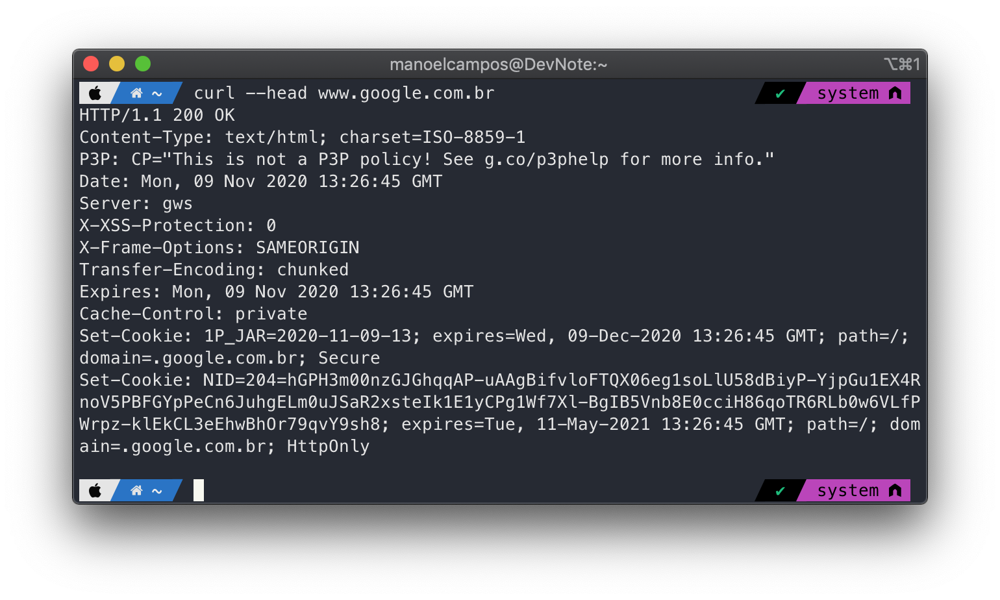 manoelcampos@DevNote:~
⌥⌘1
~ curl --head www.google.com.br ✔ system
HTTP/1.1 200 OK
Content-Type: text/html; charset=ISO-8859-1
P3P: CP="This is not a P3P policy! See g.co/p3phelp for more info."
Date: Mon, 09 Nov 2020 13:26:45 GMT
Server: gws
X-XSS-Protection: 0
X-Frame-Options: SAMEORIGIN
Transfer-Encoding: chunked
Expires: Mon, 09 Nov 2020 13:26:45 GMT
Cache-Control: private
Set-Cookie: 1P_JAR=2020-11-09-13; expires=Wed, 09-Dec-2020 13:26:45 GMT; path=/;
domain=.google.com.br; Secure
Set-Cookie: NID=204=hGPH3m00nzGJGhqqAP-uAAgBifvloFTQX06eg1soLlU58dBiyP-YjpGu1EX4R
noV5PBFGYpPeCn6JuhgELm0uJSaR2xsteIk1E1yCPg1Wf7Xl-BgIB5Vnb8E0cciH86qoTR6RLb0w6VLfP
Wrpz-klEkCL3eEhwBhOr79qvY9sh8; expires=Tue, 11-May-2021 13:26:45 GMT; path=/; dom
ain=.google.com.br; HttpOnly
~ ✔ system